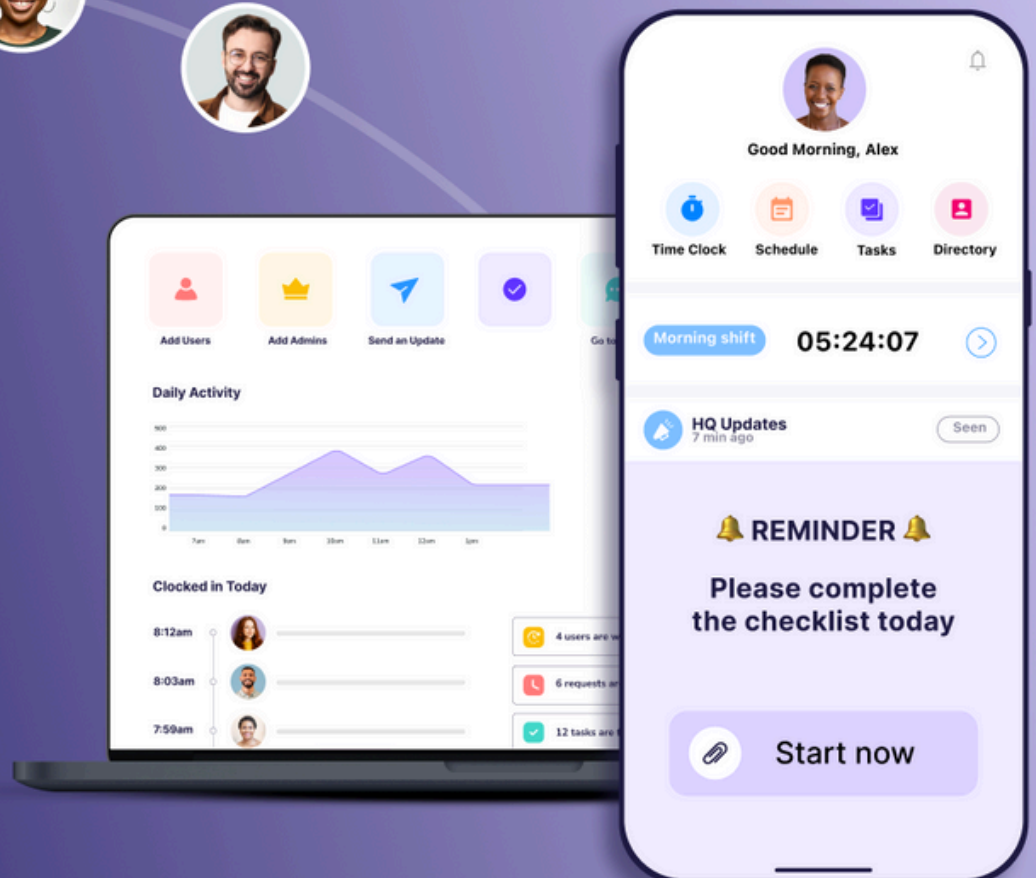 Good Morning, Alex
Time Clock
Schedule
Tasks
Directory
Morning shift
05:24:07
HQ Updates
7 min ago
Seen
🔔 REMINDER 🔔
Please complete
the checklist today
Start now
Add Users
Add Admins
Send an Update
Go to
Daily Activity
500
400
300
200
100
0
7am
8am
9am
10am
11am
12am
1pm
Clocked in Today
8:12am
8:03am
7:59am
4 users are
6 requests
12 tasks are